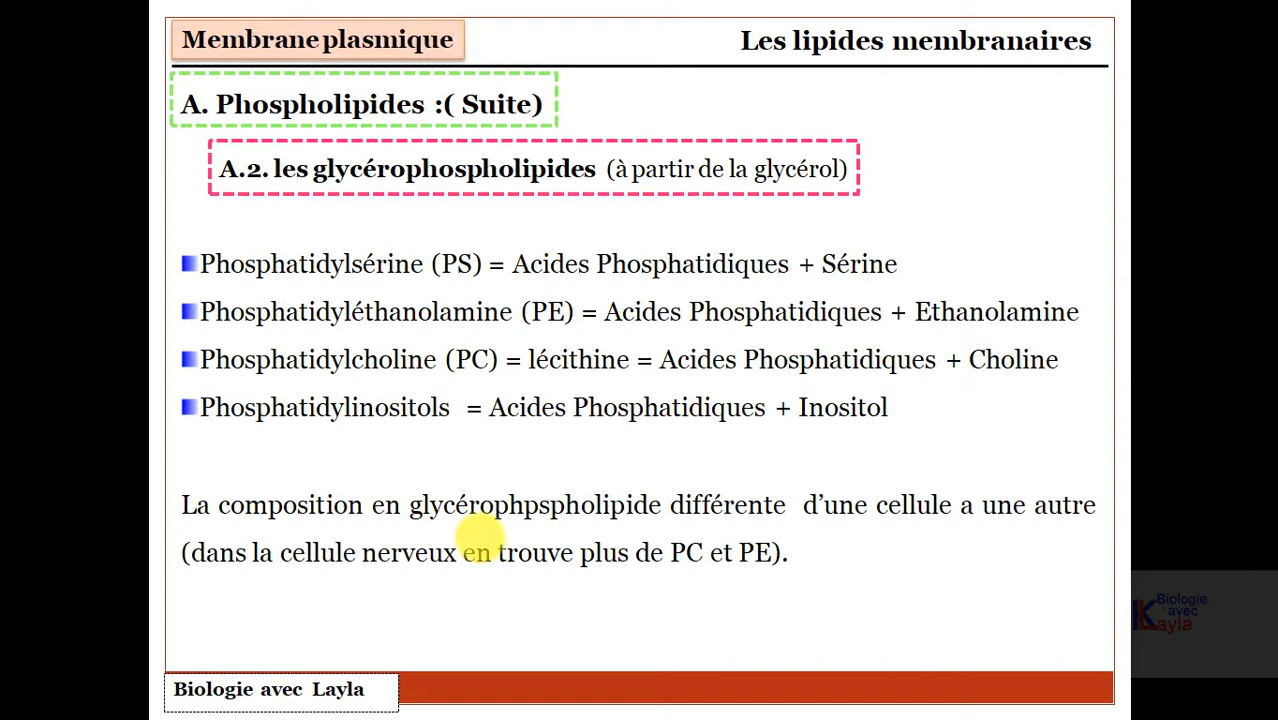 Membrane plasmique
Les lipides membranaires
A. Phospholipides :( Suite)
A.2. les glycérophospholipides (à partir de la glycérol)
Phosphatidylsérine (PS) = Acides Phosphatidiques + Sérine
Phosphatidyléthanolamine (PE) = Acides Phosphatidiques + Ethanolamine
Phosphatidylcholine (PC) = lécithine = Acides Phosphatidiques + Choline
Phosphatidylinositols = Acides Phosphatidiques + Inositol
La composition en glycérophpspholipide différente d’une cellule a une autre
(dans la cellule nerveux en trouve plus de PC et PE).
Biologie
avec
Layla
Biologie avec Layla